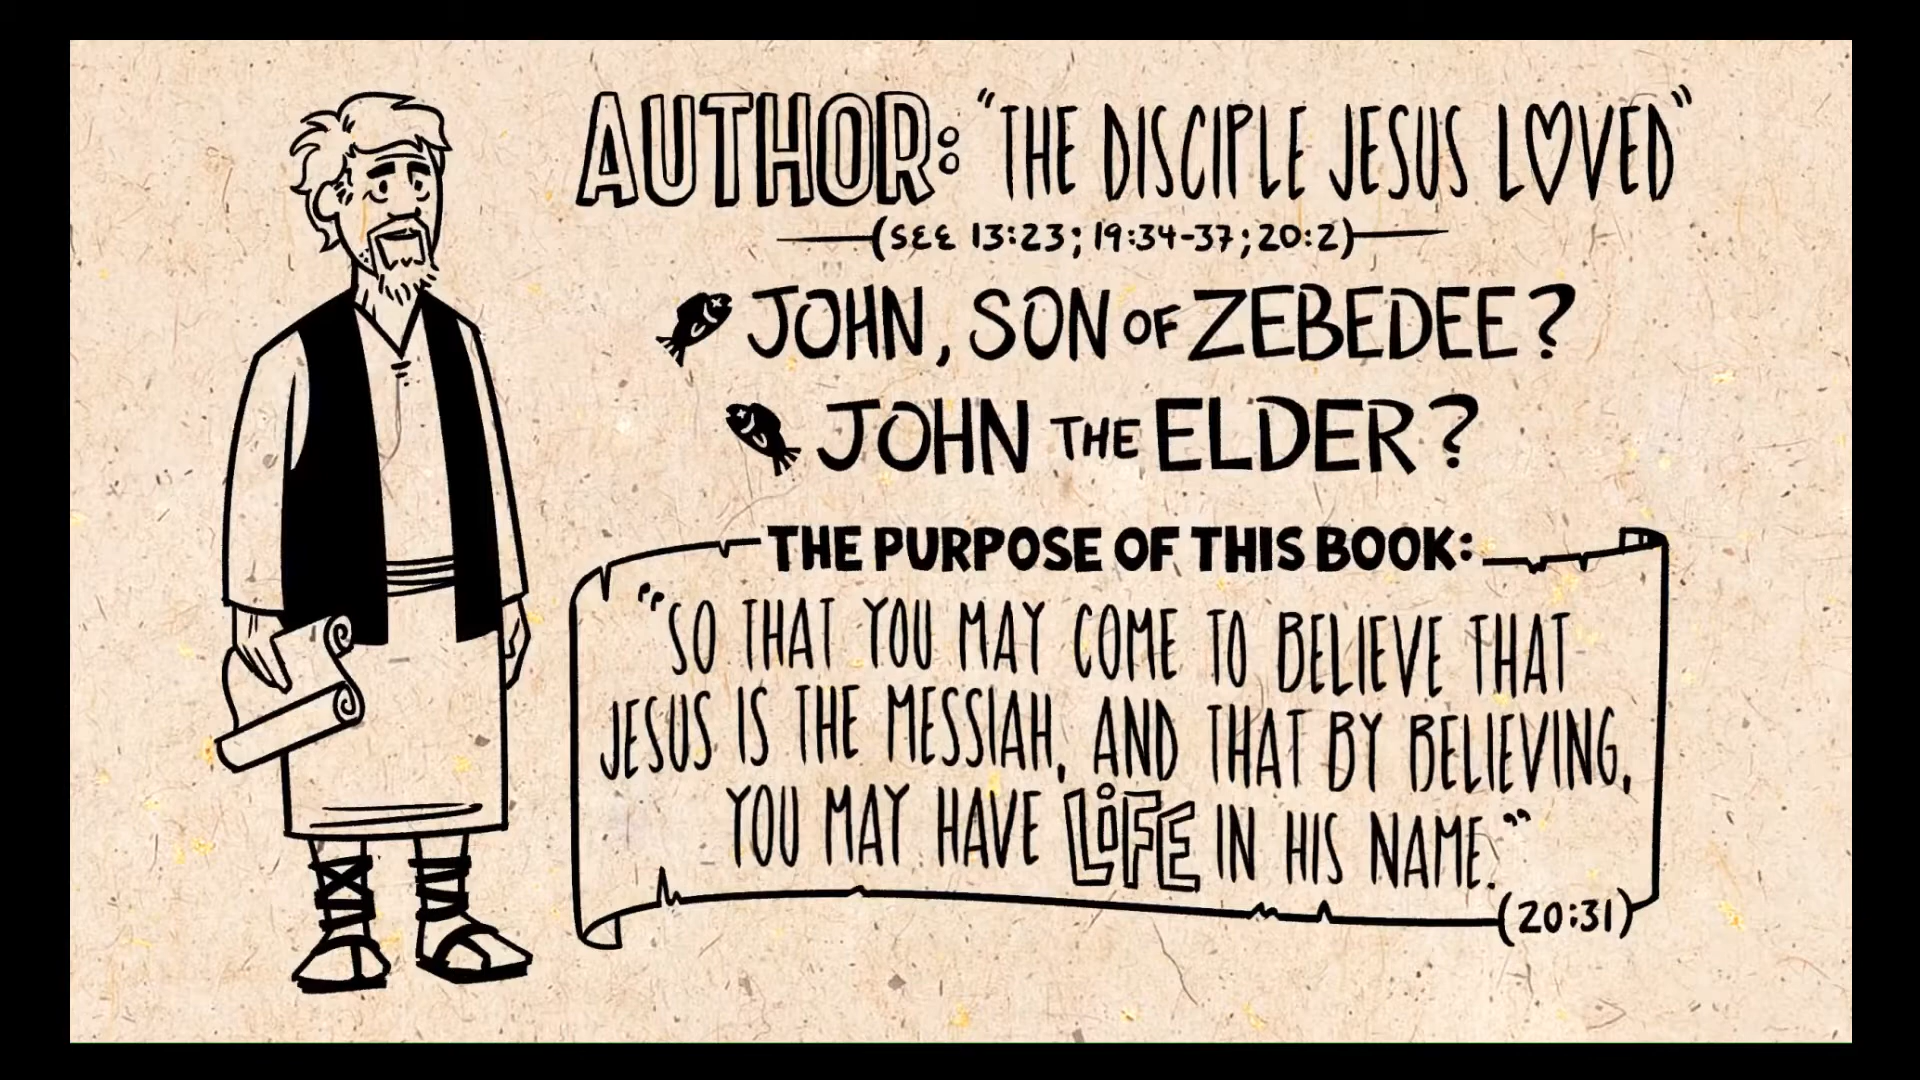 AUTHOR: "THE DISCIPLE JESUS LOVED"
(SEE 13:23; 19:34-37; 20:2)
JOHN, SON OF ZEBEDEE?
JOHN THE ELDER?
THE PURPOSE OF THIS BOOK:
"SO THAT YOU MAY COME TO BELIEVE THAT
JESUS IS THE MESSIAH, AND THAT BY BELIEVING,
YOU MAY HAVE LIFE IN HIS NAME."
(20:31)